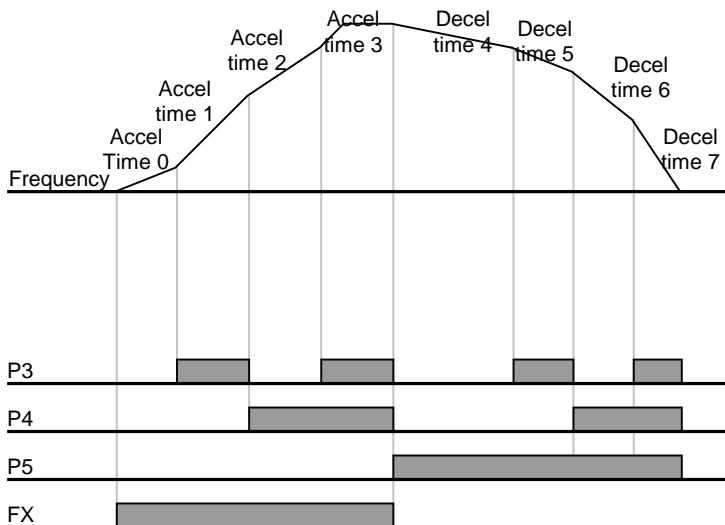 Accel
time 3
Decel
time 4
Decel
time 5
Accel
time 2
Decel
time 6
Accel
time 1
Accel
Time 0
Decel
time 7
Frequency
P3
P4
P5
FX